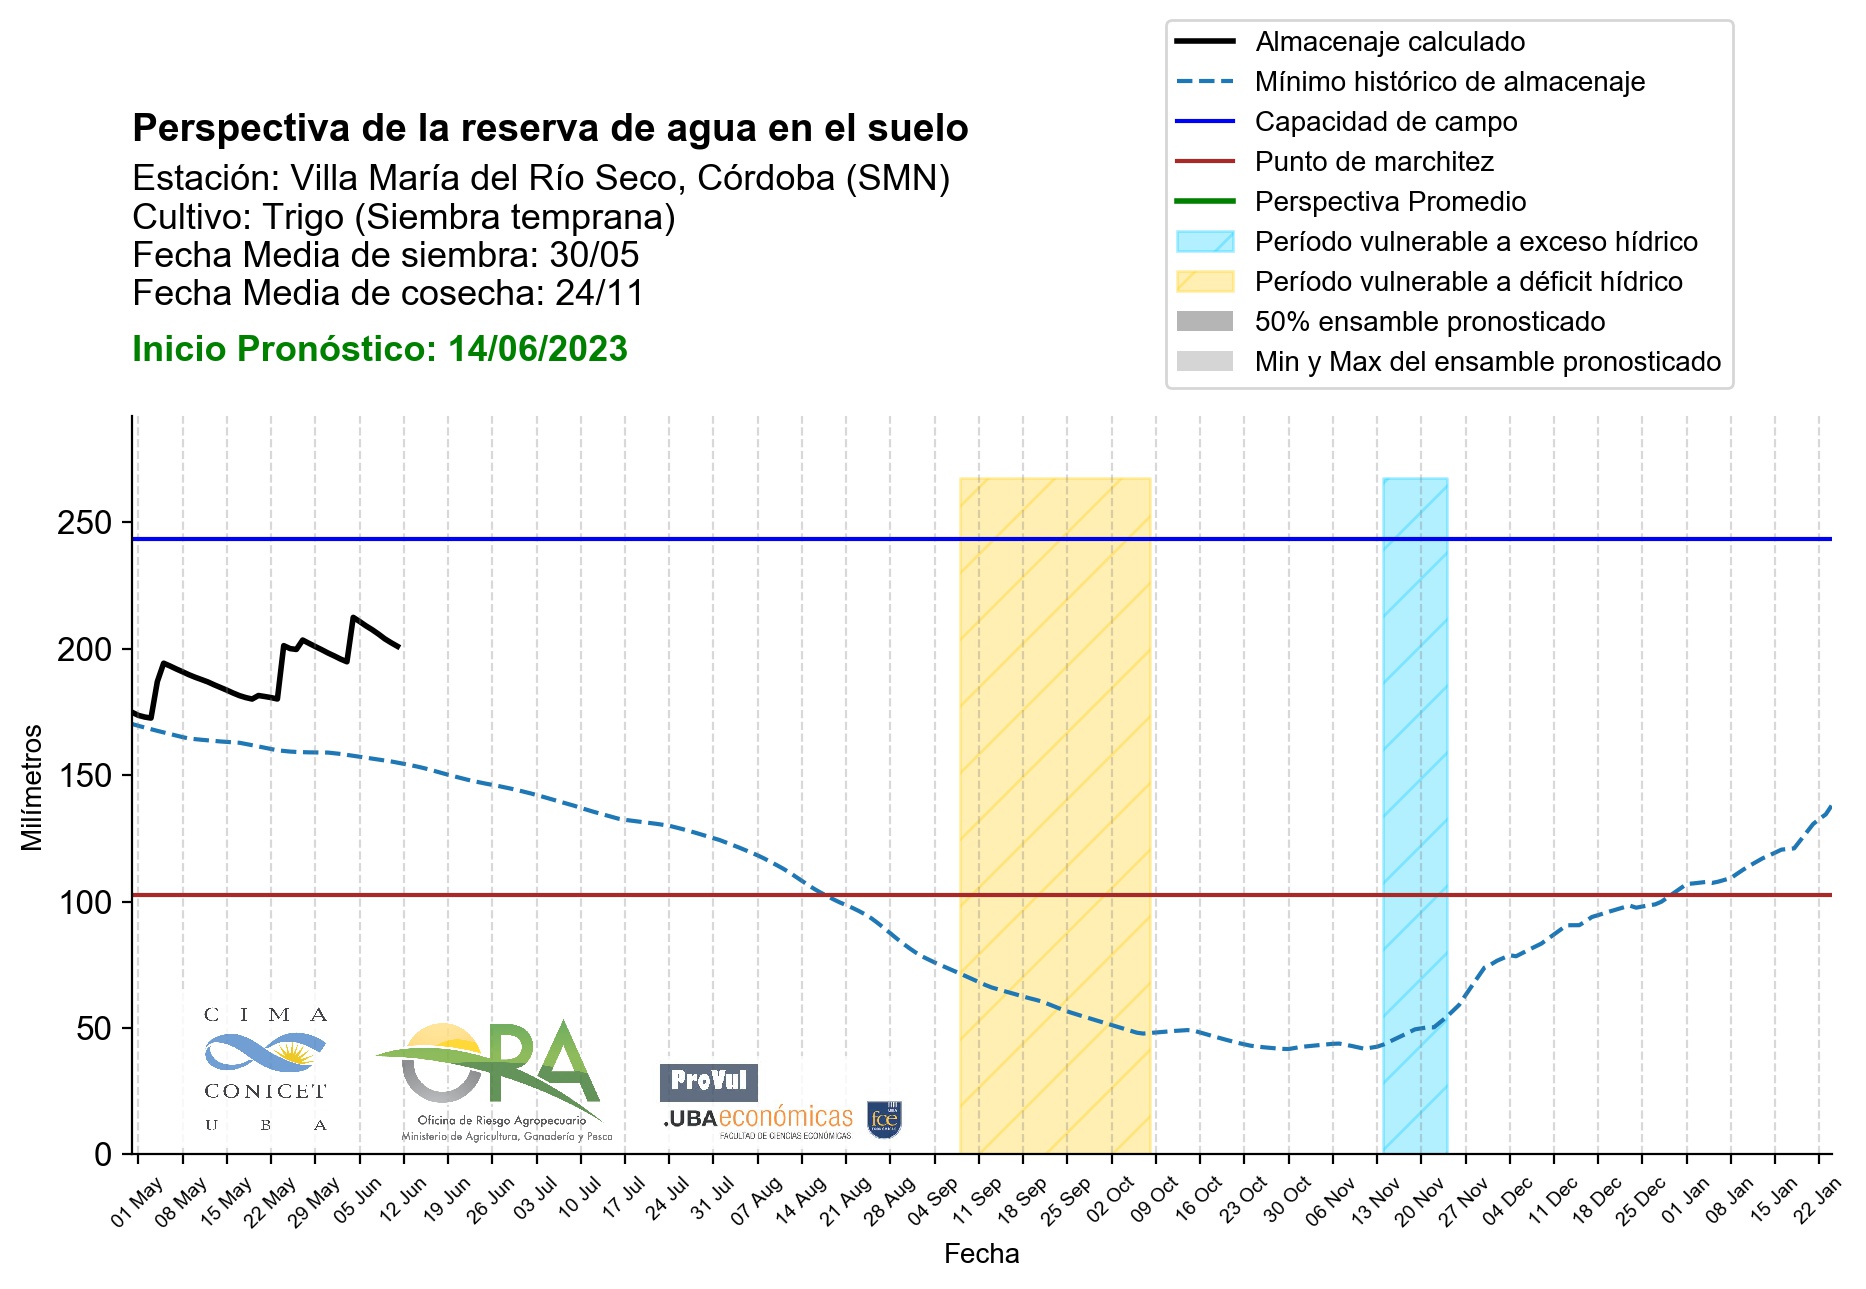 Almacenaje calculado
Mínimo histórico de almacenaje
Capacidad de campo
Punto de marchitez
Perspectiva Promedio
Período vulnerable a exceso hídrico
Período vulnerable a déficit hídrico
50% ensamble pronosticado
Min y Max del ensamble pronosticado
Perspectiva de la reserva de agua en el suelo
Estación: Villa María del Río Seco, Córdoba (SMN)
Cultivo: Trigo (Siembra temprana)
Fecha Media de siembra: 30/05
Fecha Media de cosecha: 24/11
Inicio Pronóstico: 14/06/2023
Milímetros
250
200
150
100
50
0
CIMA
CONICET
UBA
ORA
Oficina de Riesgo Agropecuario
Ministerio de Agricultura, Ganadería y Pesca
ProVul
.UBAeconómicas
FACULTAD DE CIENCIAS ECONÓMICAS
fce
01 May
08 May
15 May
22 May
29 May
05 Jun
12 Jun
19 Jun
26 Jun
03 Jul
10 Jul
17 Jul
24 Jul
31 Jul
07 Aug
14 Aug
21 Aug
28 Aug
04 Sep
11 Sep
18 Sep
25 Sep
02 Oct
09 Oct
16 Oct
23 Oct
30 Oct
06 Nov
13 Nov
20 Nov
27 Nov
04 Dec
11 Dec
18 Dec
25 Dec
01 Jan
08 Jan
15 Jan
22 Jan
Fecha